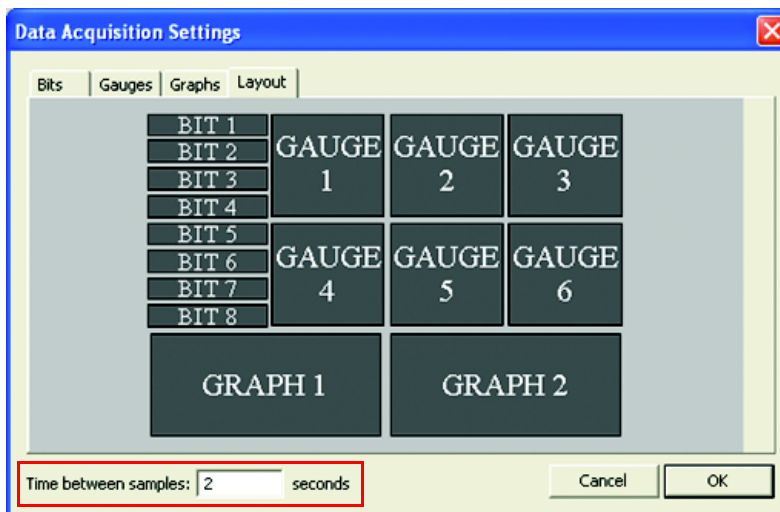 Data Acquisition Settings
Bits Gauges Graphs Layout
BIT 1
BIT 2
BIT 3
BIT 4
BIT 5
BIT 6
BIT 7
BIT 8
GAUGE 1
GAUGE 2
GAUGE 3
GAUGE 4
GAUGE 5
GAUGE 6
GRAPH 1
GRAPH 2
Time between samples: 2 seconds
Cancel
OK